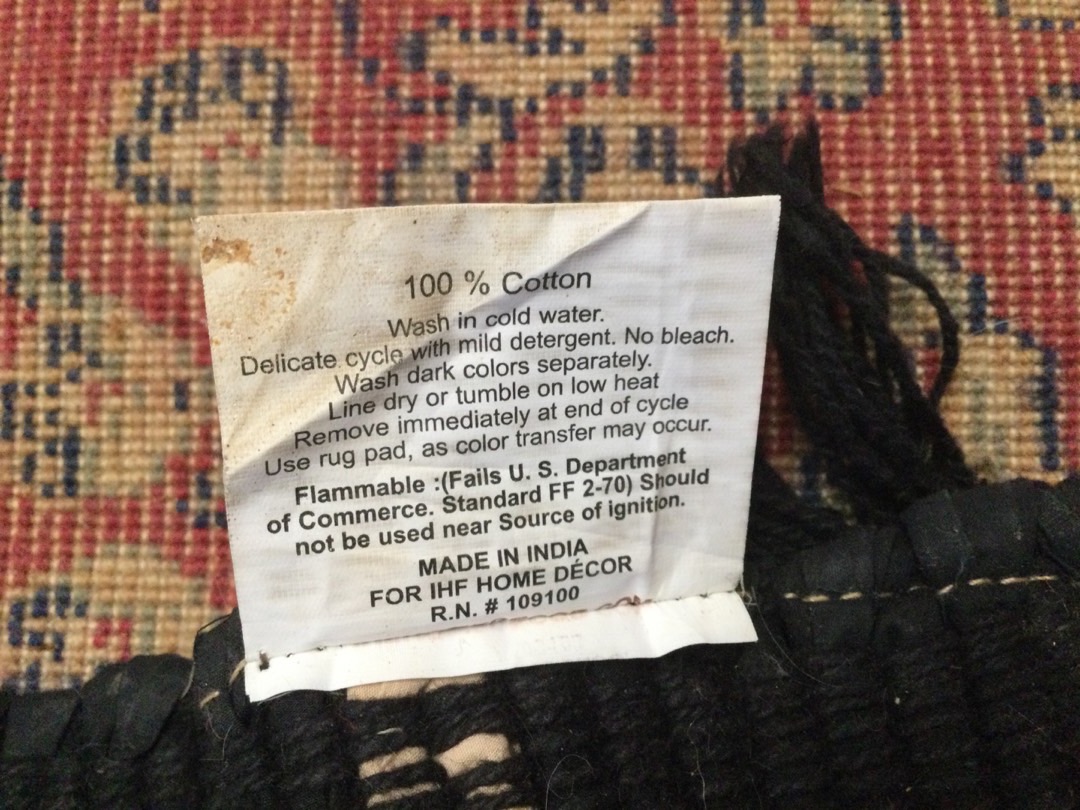 100 % Cotton
Wash in cold water.
Delicate cycle with mild detergent. No bleach.
Wash dark colors separately.
Line dry or tumble on low heat
Remove immediately at end of cycle
Use rug pad, as color transfer may occur.
Flammable :(Fails U. S. Department
of Commerce. Standard FF 2-70) Should
not be used near Source of ignition.
MADE IN INDIA
FOR IHF HOME DÉCOR
R.N. # 109100